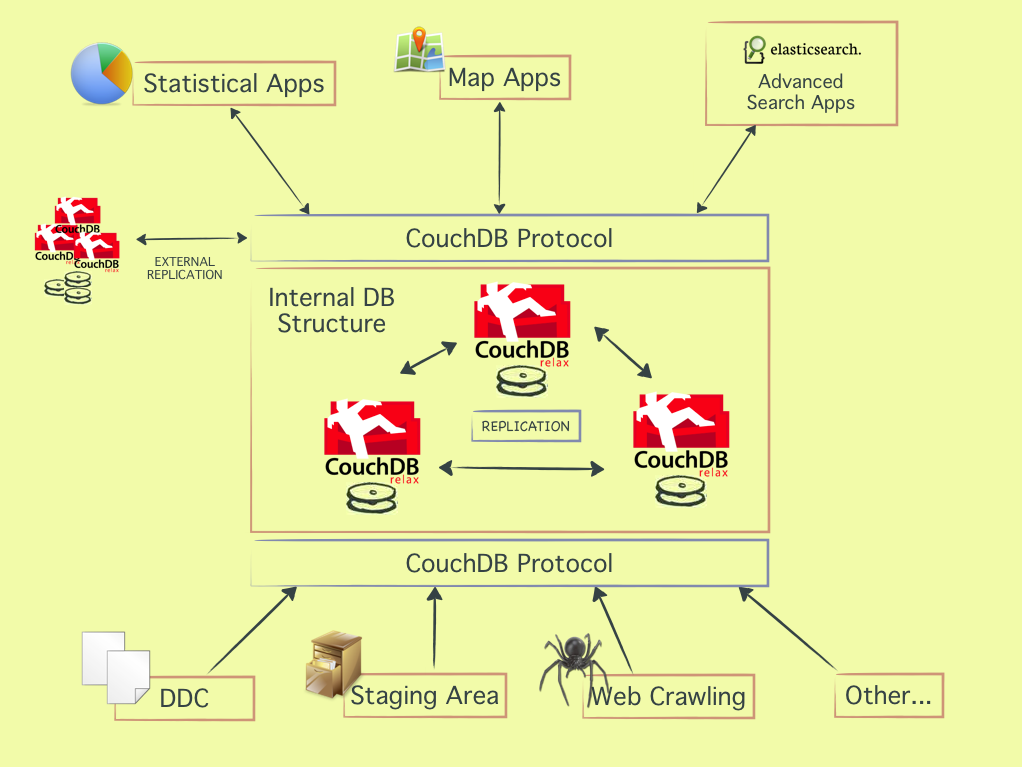 Statistical Apps
Map Apps
elasticsearch.
Advanced
Search Apps
CouchDB
CouchDB
relax
CouchDB
relax
EXTERNAL
REPLICATION
CouchDB Protocol
Internal DB
Structure
CouchDB
relax
REPLICATION
CouchDB
relax
CouchDB
relax
CouchDB Protocol
DDC
Staging Area
Web Crawling
Other...